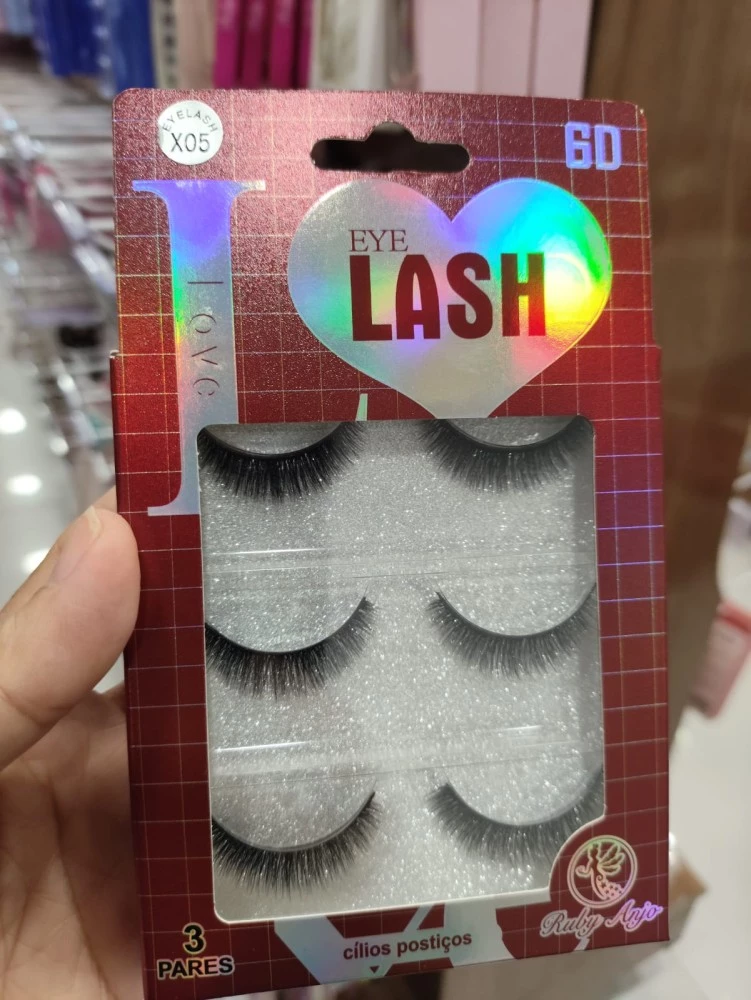 EYELASH
X05
6D
I
Love
EYE
LASH
3
PARES
cílios postiços
Ruby Anjo